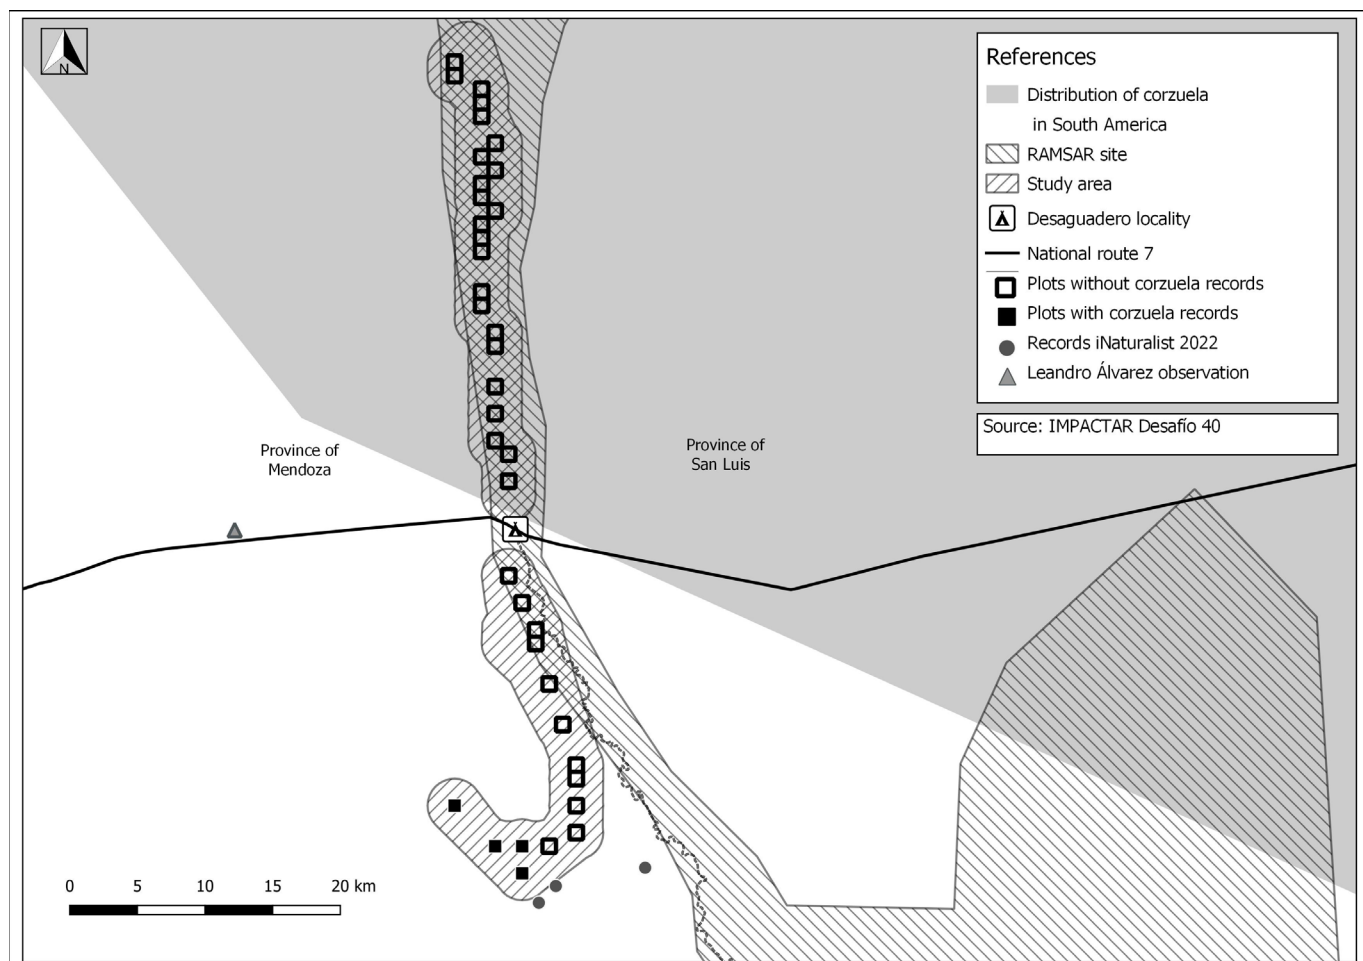 N
References
Distribution of corzuela
in South America
RAMSAR site
Study area
Desaguadero locality
National route 7
Plots without corzuela records
Plots with corzuela records
Records iNaturalist 2022
Leandro Álvarez observation
Source: IMPACTAR Desafío 40
Province of
Mendoza
Province of
San Luis
0 5 10 15 20 km